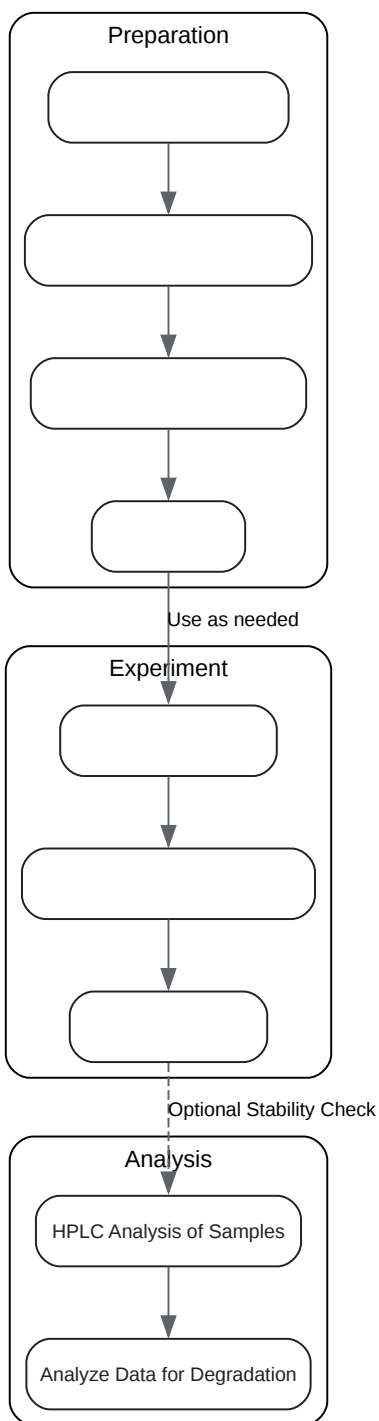 Preparation
Use as needed
Experiment
Optional Stability Check
Analysis
HPLC Analysis of Samples
Analyze Data for Degradation